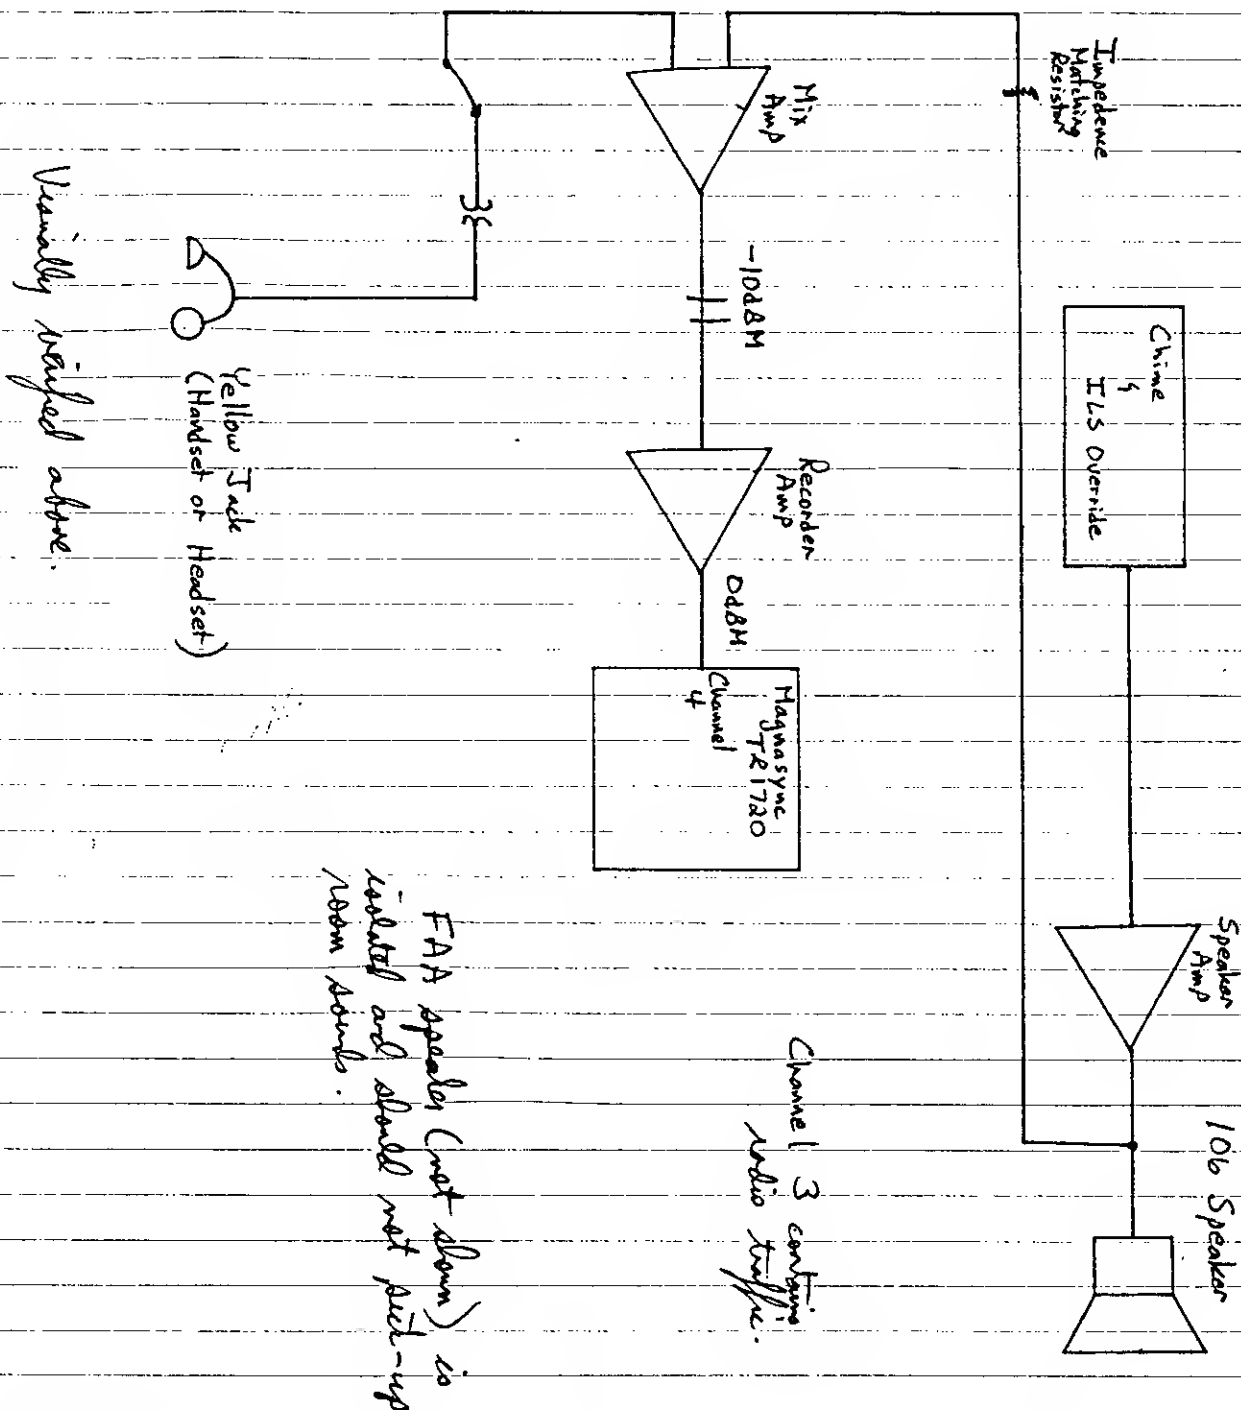 Impedence
Matching
Resistor
Chime
&
ILS Override
Speaker
Amp
106 Speaker
Mix
Amp
-10dBM
Recorder
Amp
0dBM
Magnasync
TR1720
Channel
4
Channel 3 contains
radio traffic.
Yellow Jack
(Handset or Headset)
FAA speaker (not shown) is
isolated and should not pick-up
room sounds.
Visually verified above.